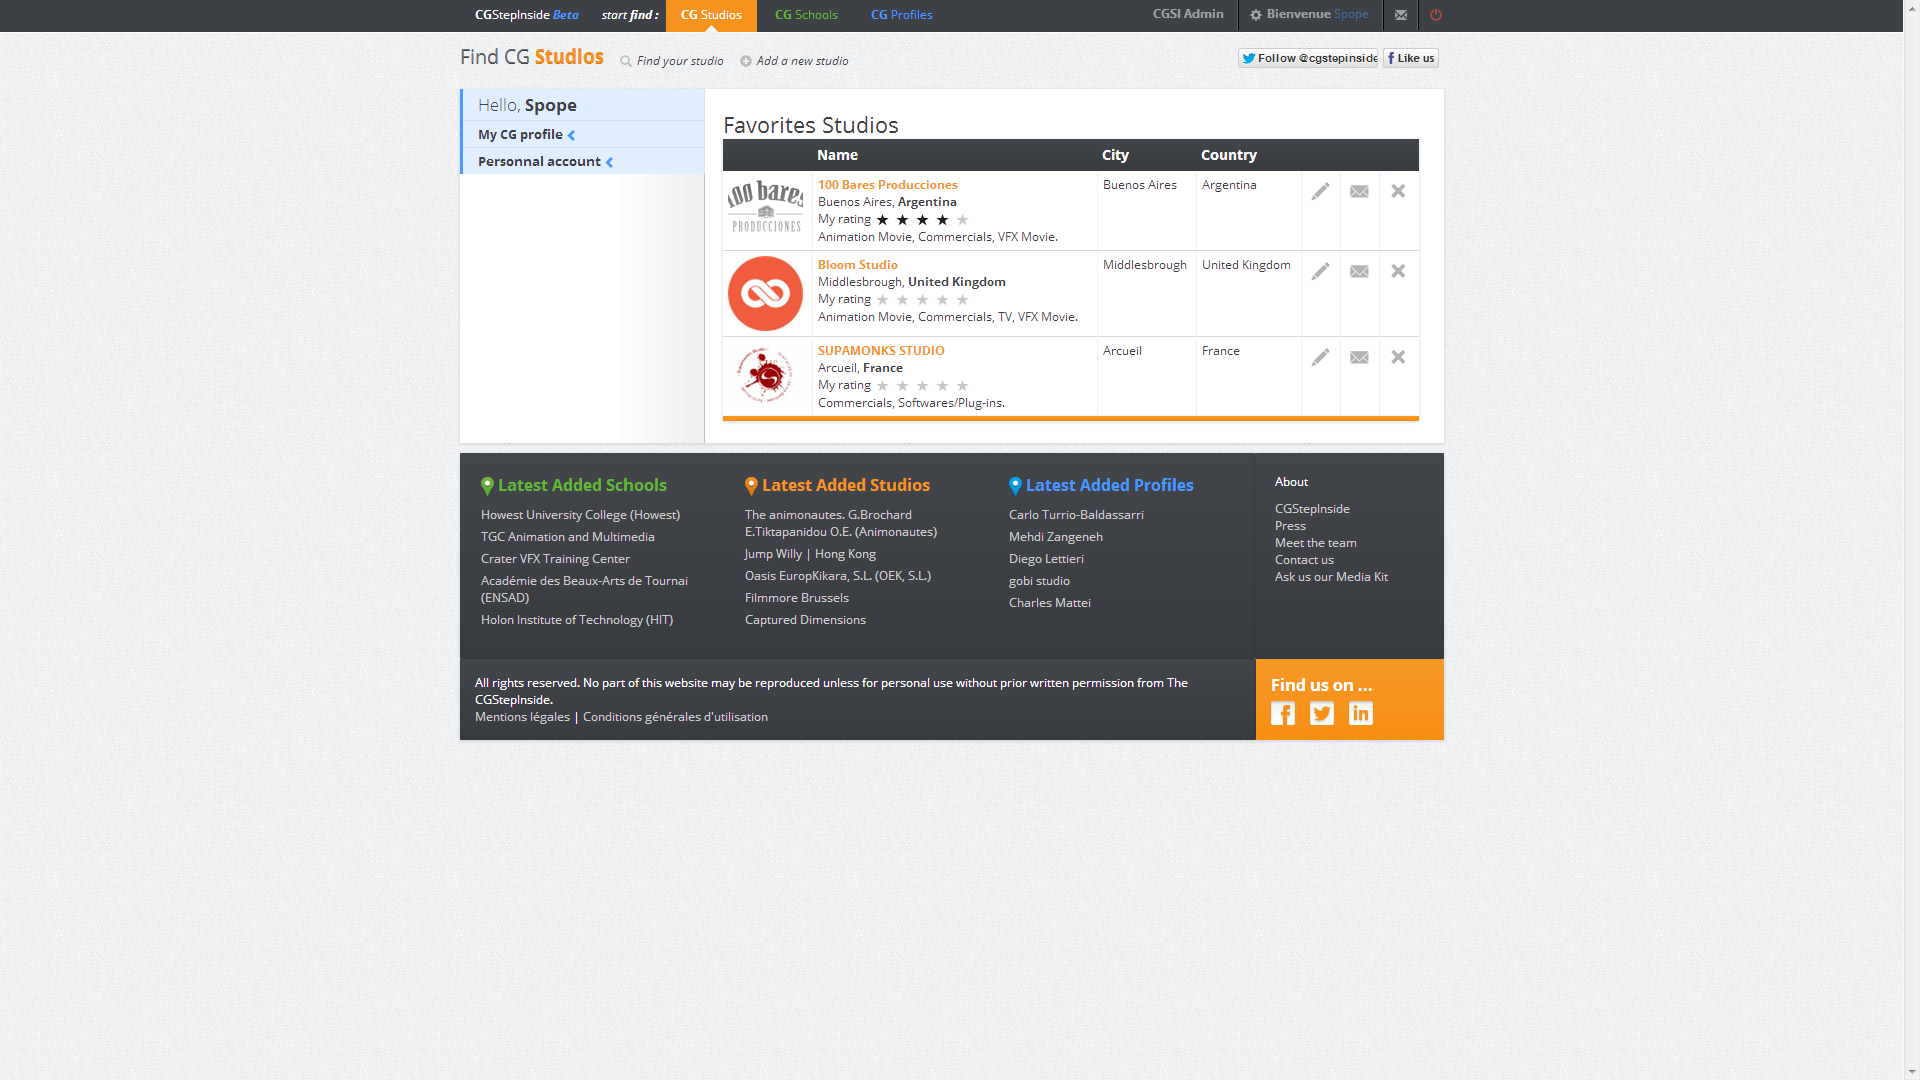 CGStepInside Beta start find : CG Studios CG Schools CG Profiles CGSI Admin Bienvenue Spope
Find CG Studios Find your studio Add a new studio Follow @cgstepinside Like us
Hello, Spope
My CG profile
Personnal account
Favorites Studios
Name City Country
100 bares
PRODUCCIONES
100 Bares Producciones Buenos Aires Argentina
Buenos Aires, Argentina
My rating
Animation Movie, Commercials, VFX Movie.
Bloom Studio Middlesbrough United Kingdom
Middlesbrough, United Kingdom
My rating
Animation Movie, Commercials, TV, VFX Movie.
SUPAMONKS STUDIO Arcueil France
Arcueil, France
My rating
Commercials, Softwares/Plug-ins.
Latest Added Schools
Howest University College (Howest)
TGC Animation and Multimedia
Crater VFX Training Center
Académie des Beaux-Arts de Tournai
(ENSAD)
Holon Institute of Technology (HIT)
Latest Added Studios
The animonautes. G.Brochard
E.Tiktapanidou O.E. (Animonautes)
Jump Willy | Hong Kong
Oasis EuropKikara, S.L. (OEK, S.L.)
Filmmore Brussels
Captured Dimensions
Latest Added Profiles
Carlo Turrio-Baldassarri
Mehdi Zangeneh
Diego Lettieri
gobi studio
Charles Mattei
About
CGStepInside
Press
Meet the team
Contact us
Ask us our Media Kit
All rights reserved. No part of this website may be reproduced unless for personal use without prior written permission from The
CGStepInside.
Mentions légales | Conditions générales d'utilisation
Find us on ...